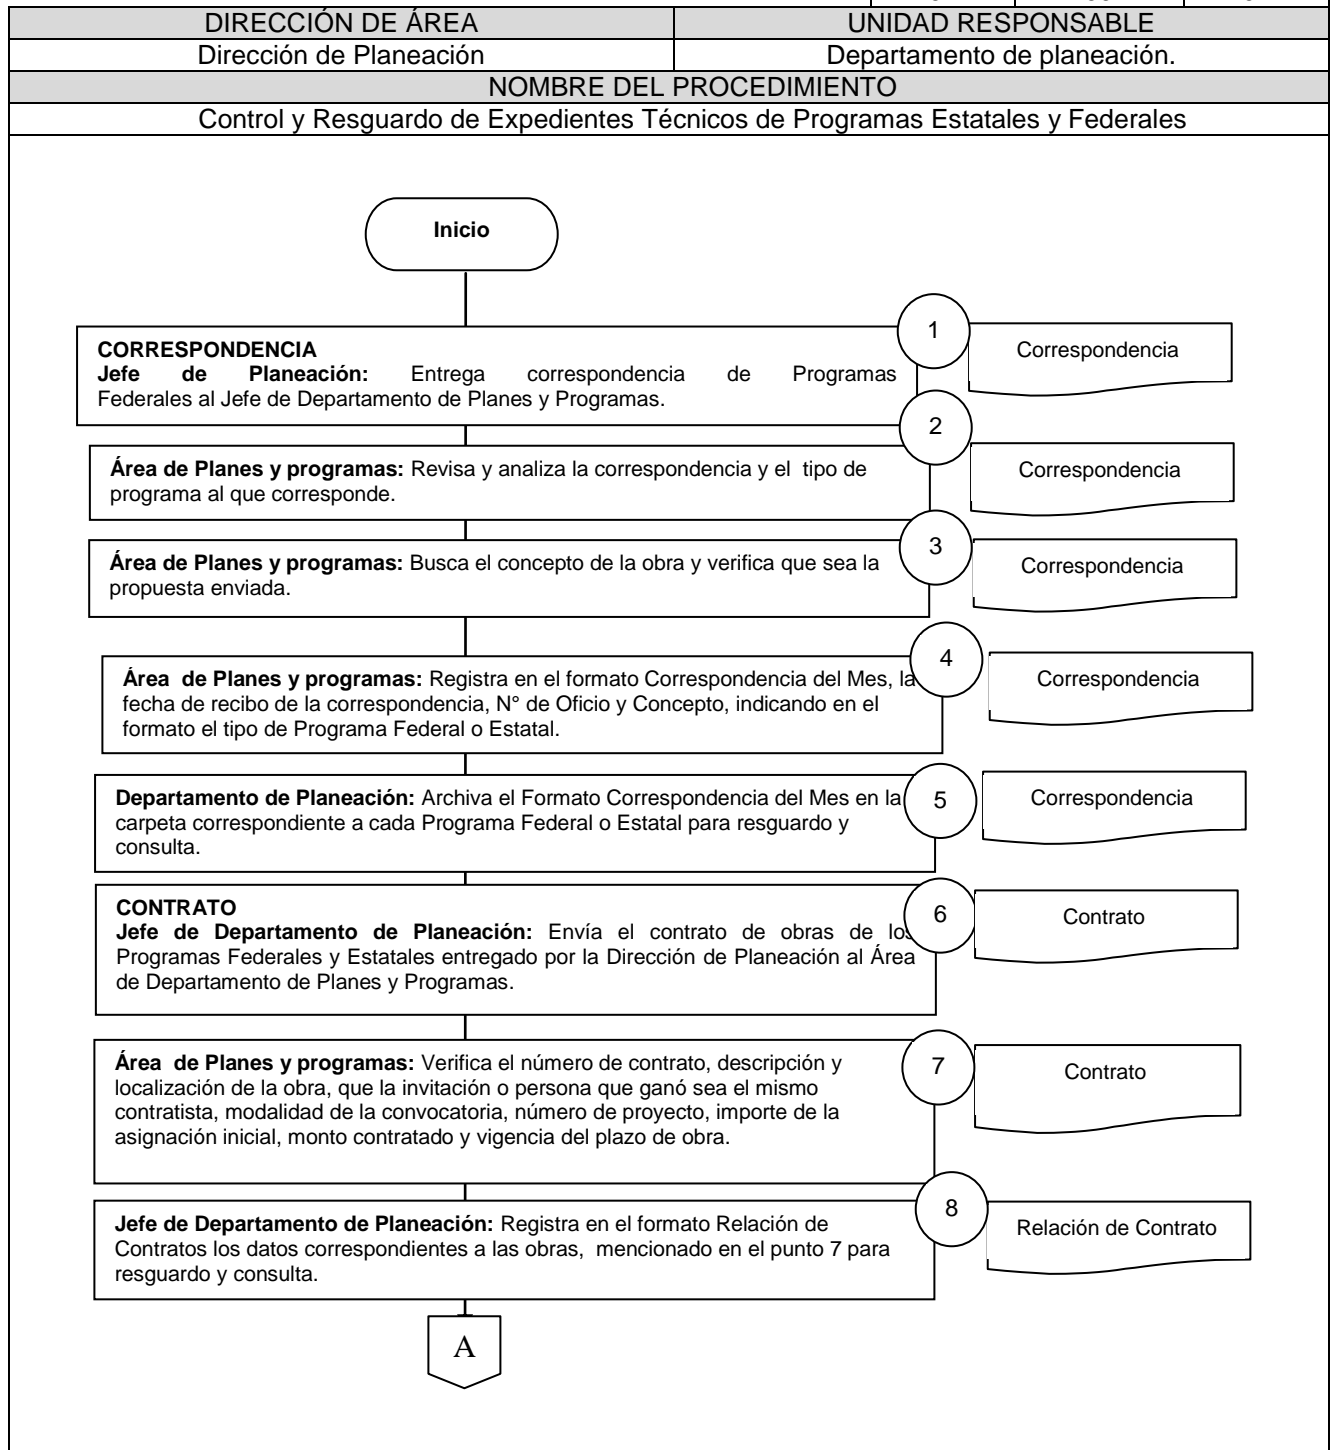 DIRECCIÓN DE ÁREA
UNIDAD RESPONSABLE
Dirección de Planeación
Departamento de planeación.
NOMBRE DEL PROCEDIMIENTO
Control y Resguardo de Expedientes Técnicos de Programas Estatales y Federales
Inicio
1
Correspondencia
CORRESPONDENCIA
Jefe de Planeación: Entrega correspondencia de Programas
Federales al Jefe de Departamento de Planes y Programas.
2
Correspondencia
Área de Planes y programas: Revisa y analiza la correspondencia y el tipo de
programa al que corresponde.
3
Correspondencia
Área de Planes y programas: Busca el concepto de la obra y verifica que sea la
propuesta enviada.
4
Correspondencia
Área de Planes y programas: Registra en el formato Correspondencia del Mes, la
fecha de recibo de la correspondencia, N° de Oficio y Concepto, indicando en el
formato el tipo de Programa Federal o Estatal.
5
Correspondencia
Departamento de Planeación: Archiva el Formato Correspondencia del Mes en la
carpeta correspondiente a cada Programa Federal o Estatal para resguardo y
consulta.
6
Contrato
CONTRATO
Jefe de Departamento de Planeación: Envía el contrato de obras de los
Programas Federales y Estatales entregado por la Dirección de Planeación al Área
de Departamento de Planes y Programas.
7
Contrato
Área de Planes y programas: Verifica el número de contrato, descripción y
localización de la obra, que la invitación o persona que ganó sea el mismo
contratista, modalidad de la convocatoria, número de proyecto, importe de la
asignación inicial, monto contratado y vigencia del plazo de obra.
8
Relación de Contrato
Jefe de Departamento de Planeación: Registra en el formato Relación de
Contratos los datos correspondientes a las obras, mencionado en el punto 7 para
resguardo y consulta.
A